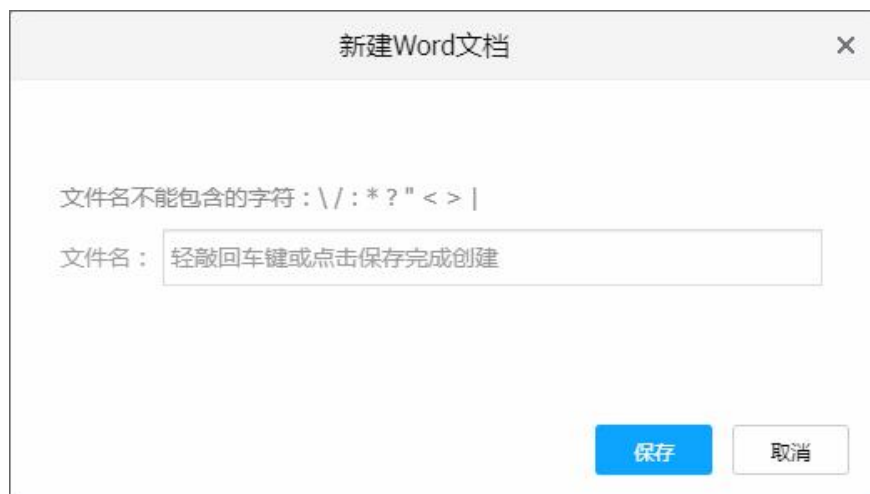 新建Word文档
文件名不能包含的字符：\ / : * ? " < > |
文件名： 轻敲回车键或点击保存完成创建
保存 取消